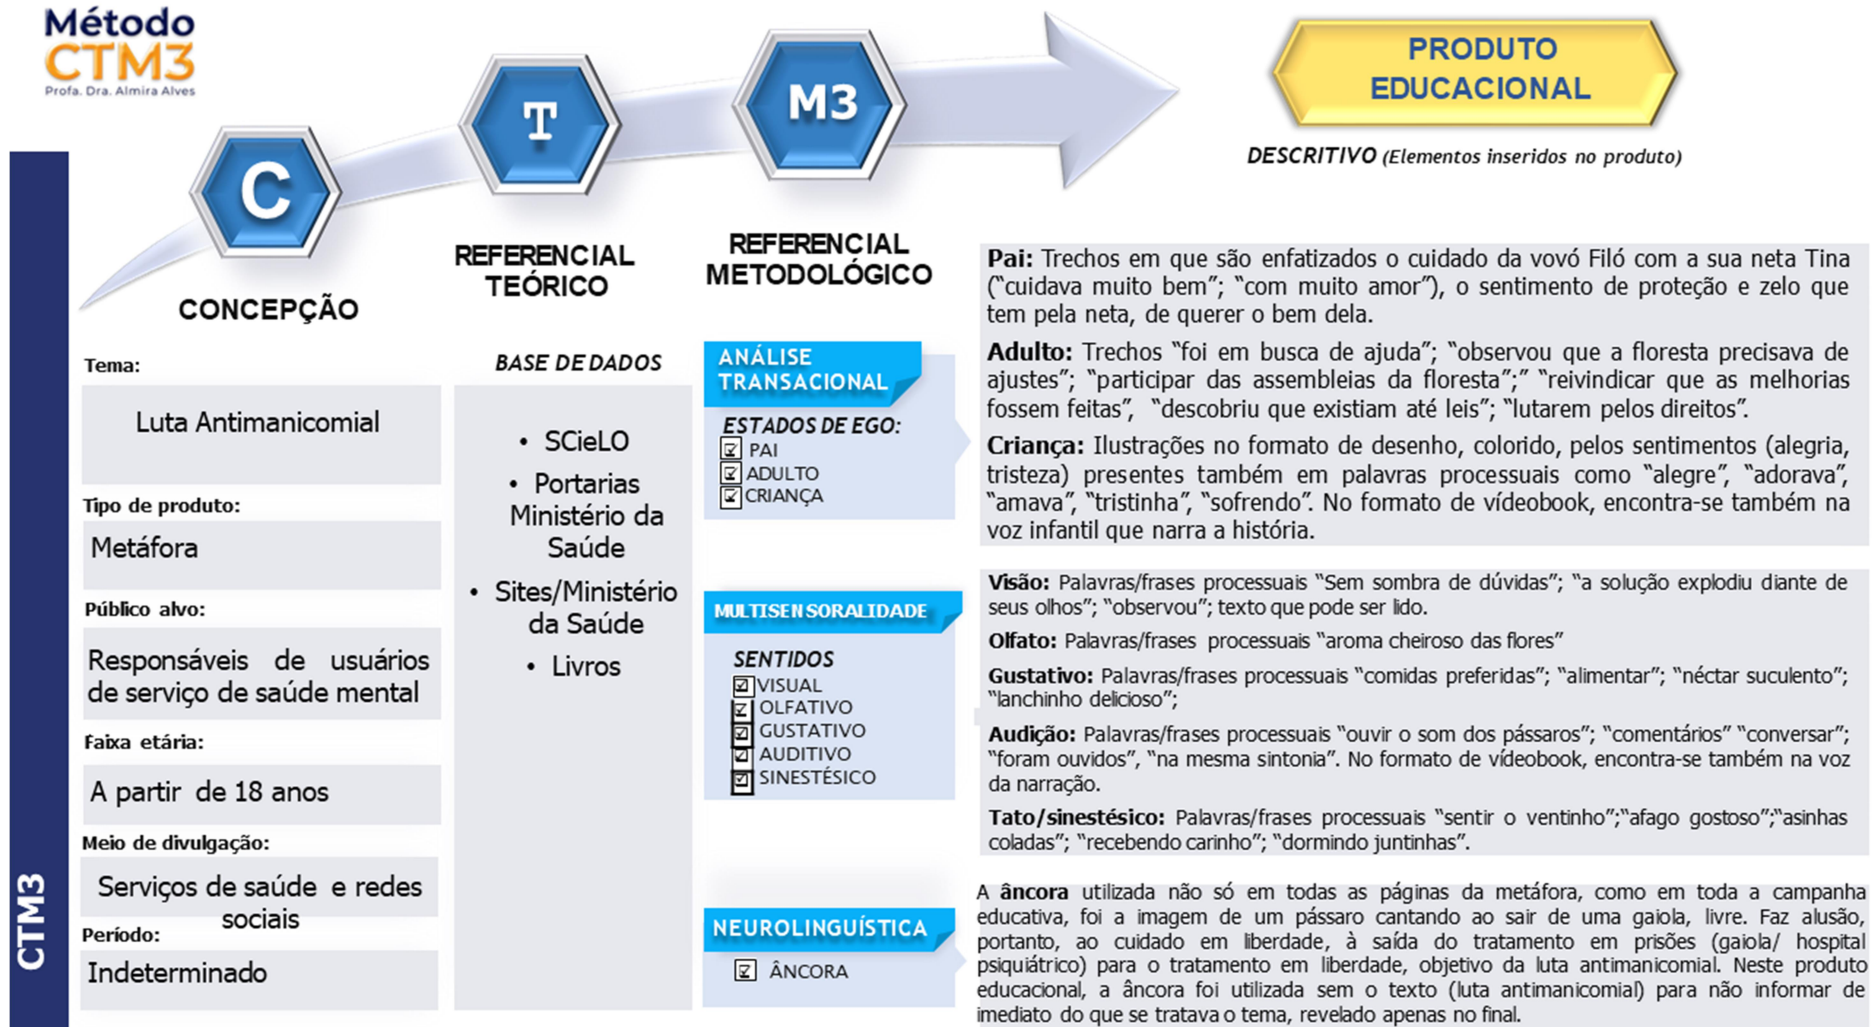 Método
CTM3
Profa. Dra. Almira Alves
C
T
M3
PRODUTO
EDUCACIONAL
DESCRITIVO (Elementos inseridos no produto)
CTM3
CONCEPÇÃO
Tema:
Luta Antimanicomial
Tipo de produto:
Metáfora
Público alvo:
Responsáveis de usuários
de serviço de saúde mental
Faixa etária:
A partir de 18 anos
Meio de divulgação:
Serviços de saúde e redes
sociais
Período:
Indeterminado
REFERENCIAL
TEÓRICO
BASE DE DADOS
• SCieLO
• Portarias
Ministério da
Saúde
• Sites/Ministério
da Saúde
• Livros
REFERENCIAL
METODOLÓGICO
ANÁLISE
TRANSACIONAL
ESTADOS DE EGO:
☑ PAI
☑ ADULTO
☑ CRIANÇA
MULTISENSORALIDADE
SENTIDOS
☑ VISUAL
☑ OLFATIVO
☑ GUSTATIVO
☑ AUDITIVO
☑ SINESTÉSICO
NEUROLINGUÍSTICA
☑ ÂNCORA
Pai: Trechos em que são enfatizados o cuidado da vovó Filó com a sua neta Tina
(“cuidava muito bem”; “com muito amor”), o sentimento de proteção e zelo que
tem pela neta, de querer o bem dela.
Adulto: Trechos “foi em busca de ajuda”; “observou que a floresta precisava de
ajustes”; “participar das assembleias da floresta”;” “reivindicar que as melhorias
fossem feitas”, “descobriu que existiam até leis”; “lutarem pelos direitos”.
Criança: Ilustrações no formato de desenho, colorido, pelos sentimentos (alegria,
tristeza) presentes também em palavras processuais como “alegre”, “adorava”,
“amava”, “tristinha”, “sofrendo”. No formato de vídeobook, encontra-se também na
voz infantil que narra a história.
Visão: Palavras/frases processuais “Sem sombra de dúvidas”; “a solução explodiu diante de
seus olhos”; “observou”; texto que pode ser lido.
Olfato: Palavras/frases processuais “aroma cheiroso das flores”
Gustativo: Palavras/frases processuais “comidas preferidas”; “alimentar”; “néctar suculento”;
“lanchinho delicioso”;
Audição: Palavras/frases processuais “ouvir o som dos pássaros”; “comentários” “conversar”;
“foram ouvidos”, “na mesma sintonia”. No formato de vídeobook, encontra-se também na voz
da narração.
Tato/sinestésico: Palavras/frases processuais “sentir o ventinho”;“afago gostoso”;“asinhas
coladas”; “recebendo carinho”; “dormindo juntinhas”.
A âncora utilizada não só em todas as páginas da metáfora, como em toda a campanha
educativa, foi a imagem de um pássaro cantando ao sair de uma gaiola, livre. Faz alusão,
portanto, ao cuidado em liberdade, à saída do tratamento em prisões (gaiola/ hospital
psiquiátrico) para o tratamento em liberdade, objetivo da luta antimanicomial. Neste produto
educacional, a âncora foi utilizada sem o texto (luta antimanicomial) para não informar de
imediato do que se tratava o tema, revelado apenas no final.